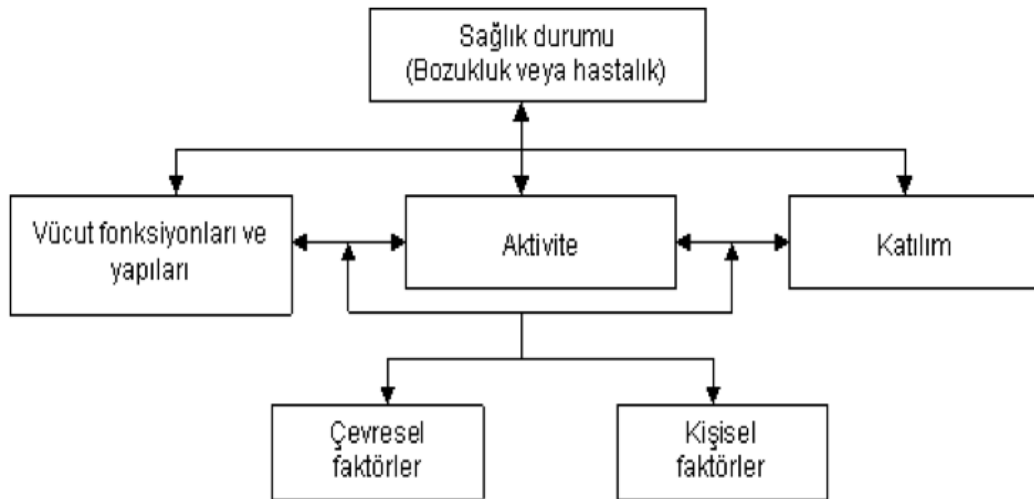 Sağlık durumu
(Bozukluk veya hastalık)
Vücut fonksiyonları ve
yapıları
Aktivite
Katılım
Çevresel
faktörler
Kişisel
faktörler